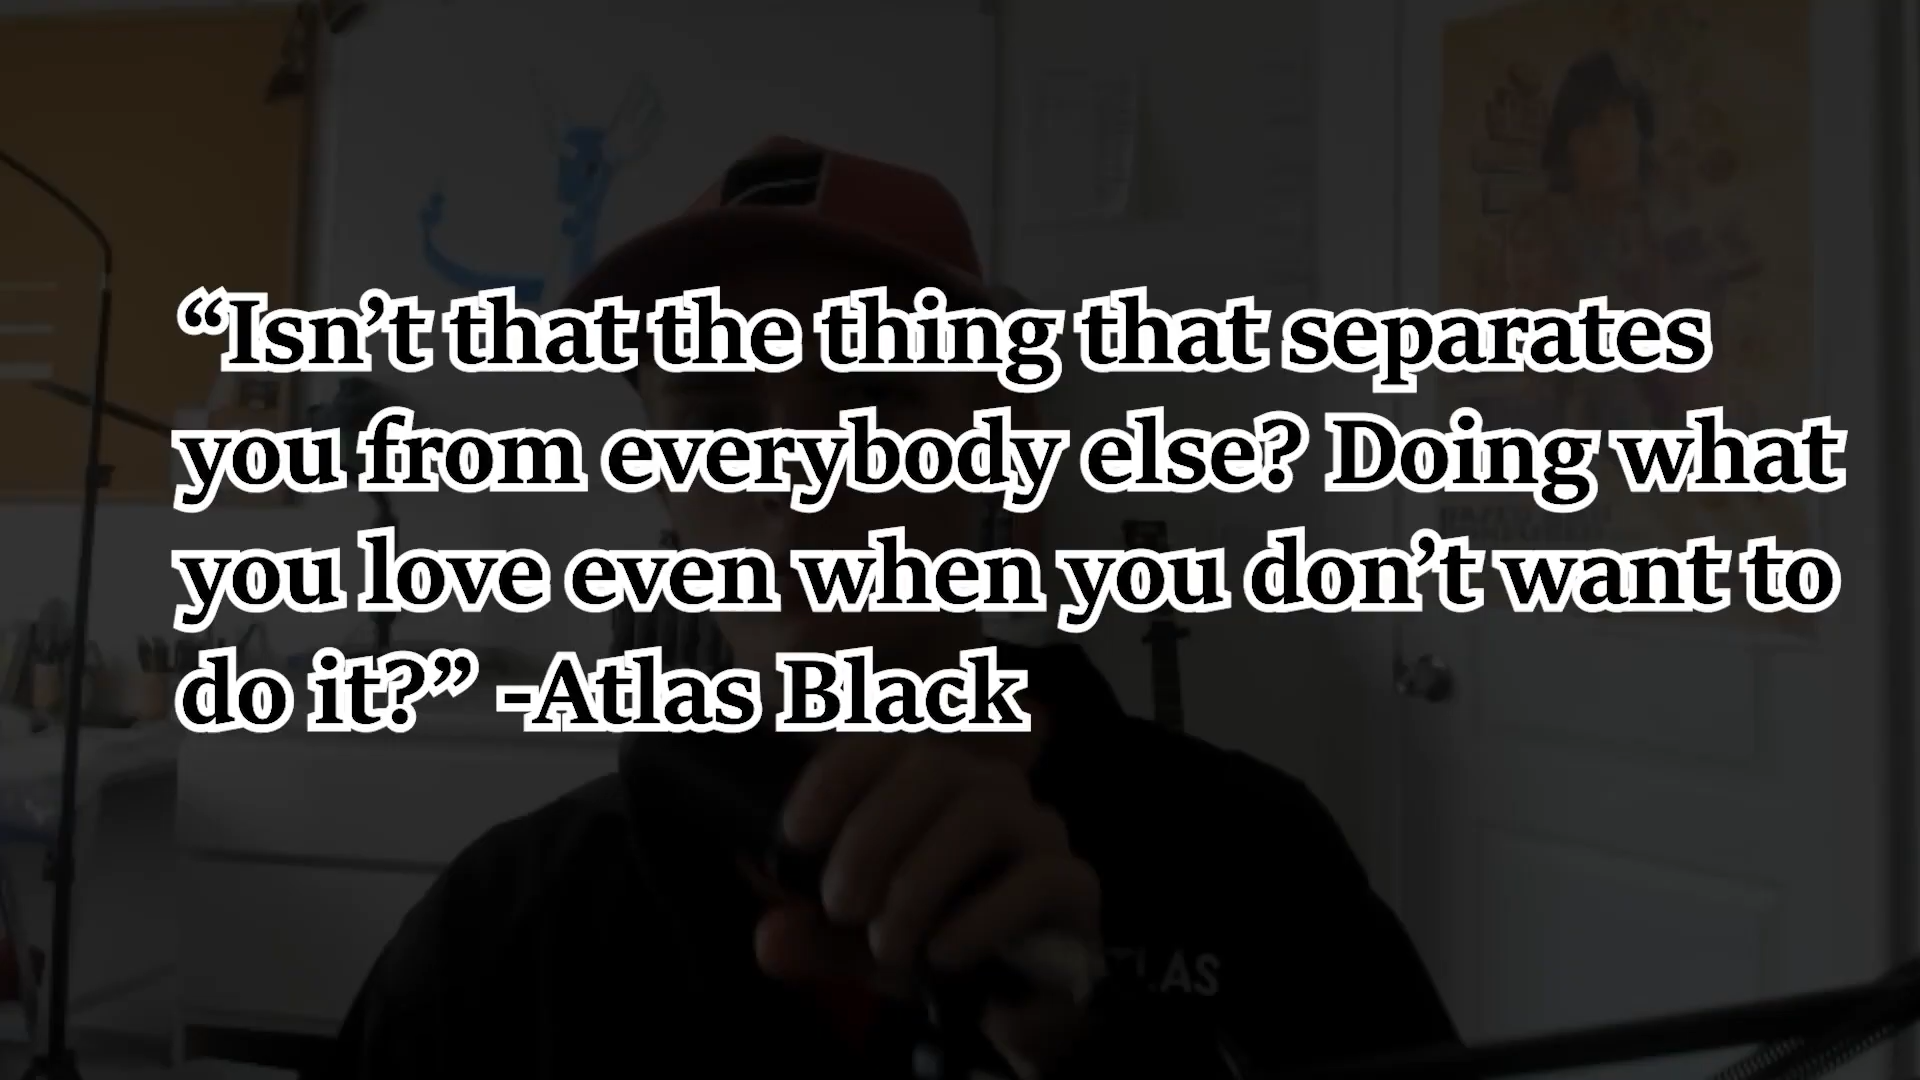 “Isn’t that the thing that separates
you from everybody else? Doing what
you love even when you don’t want to
do it?” -Atlas Black